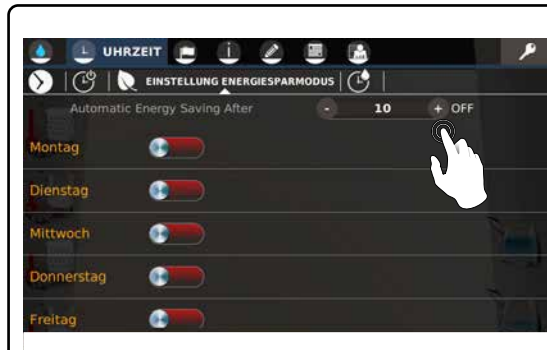 UHRZEIT
EINSTELLUNG ENERGIESPARMODUS
Automatic Energy Saving After - 10 + OFF
Montag
Dienstag
Mittwoch
Donnerstag
Freitag